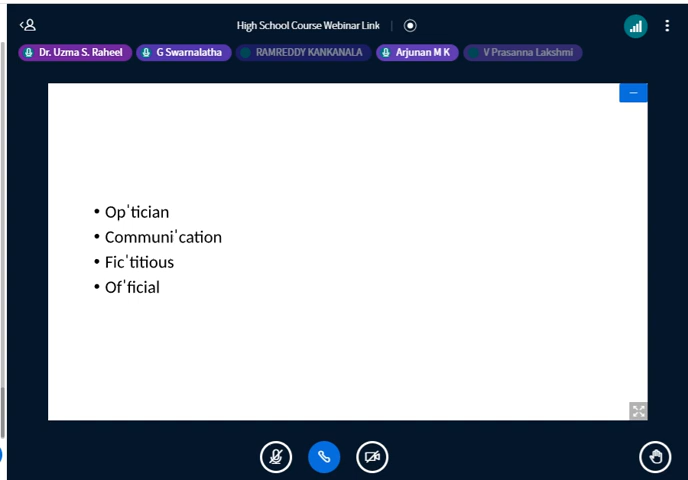 High School Course Webinar Link
Dr. Uzma S. Raheel G Swarnalatha RAMREDDY KANKANALA Arjunan M K V Prasanna Lakshmi
• Opˈtician
• Communiˈcation
• Ficˈtitious
• Ofˈficial